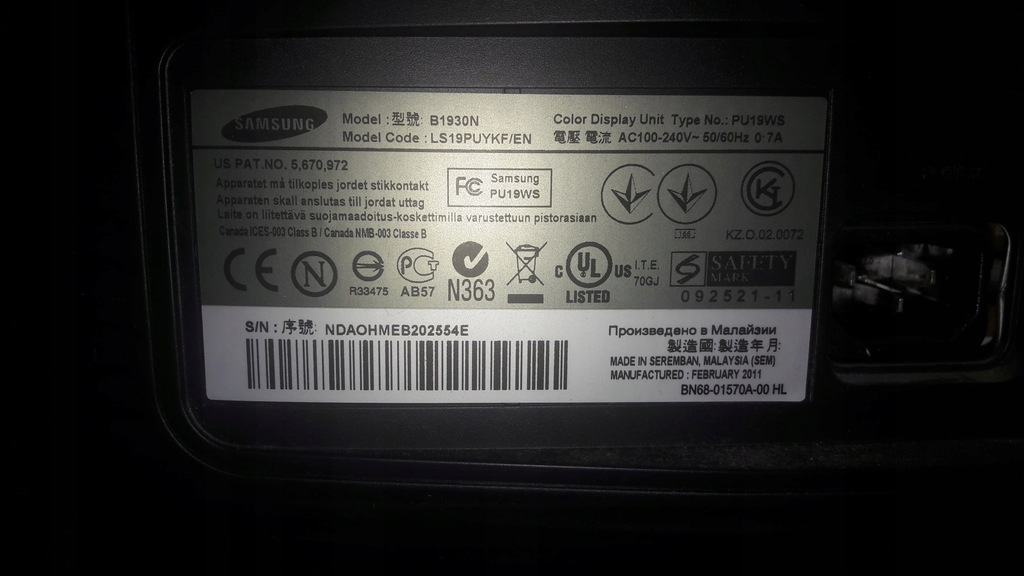 SAMSUNG
Model : 型號: B1930N
Model Code : LS19PUYKF/EN
Color Display Unit Type No.: PU19WS
電壓 電流 AC100-240V~ 50/60Hz 0.7A
US PAT.NO. 5,670,972
Apparatet må tilkoples jordet stikkontakt
Apparaten skall anslutas till jordat uttag
Laite on liitettävä suojamaadoitus-koskettimilla varustettuun pistorasiaan
Canada ICES-003 Class B / Canada NMB-003 Classe B
FC Samsung
PU19WS
KZ.O.02.0072
CE
N
R33475
AB57
N363
C UL US
LISTED
I.T.E.
70GJ
S SAFETY
MARK
092521-11
S/N : 序號: NDAOHMEB202554E
Произведено в Малайзии
製造國: 製造年月:
MADE IN SEREMBAN, MALAYSIA (SEM)
MANUFACTURED : FEBRUARY 2011
BN68-01570A-00 HL